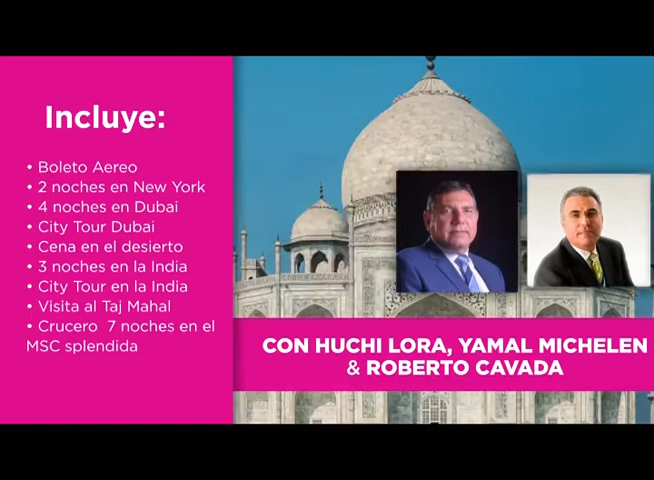 Incluye:
• Boleto Aereo
• 2 noches en New York
• 4 noches en Dubai
• City Tour Dubai
• Cena en el desierto
• 3 noches en la India
• City Tour en la India
• Visita al Taj Mahal
• Crucero  7 noches en el
MSC splendida
CON HUCHI LORA, YAMAL MICHELEN
& ROBERTO CAVADA